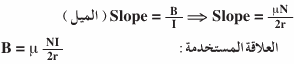 (الميل) Slope = B/I ⟹ Slope = μN/2r
العلاقة المستخدمة :
B = μ NI/2r